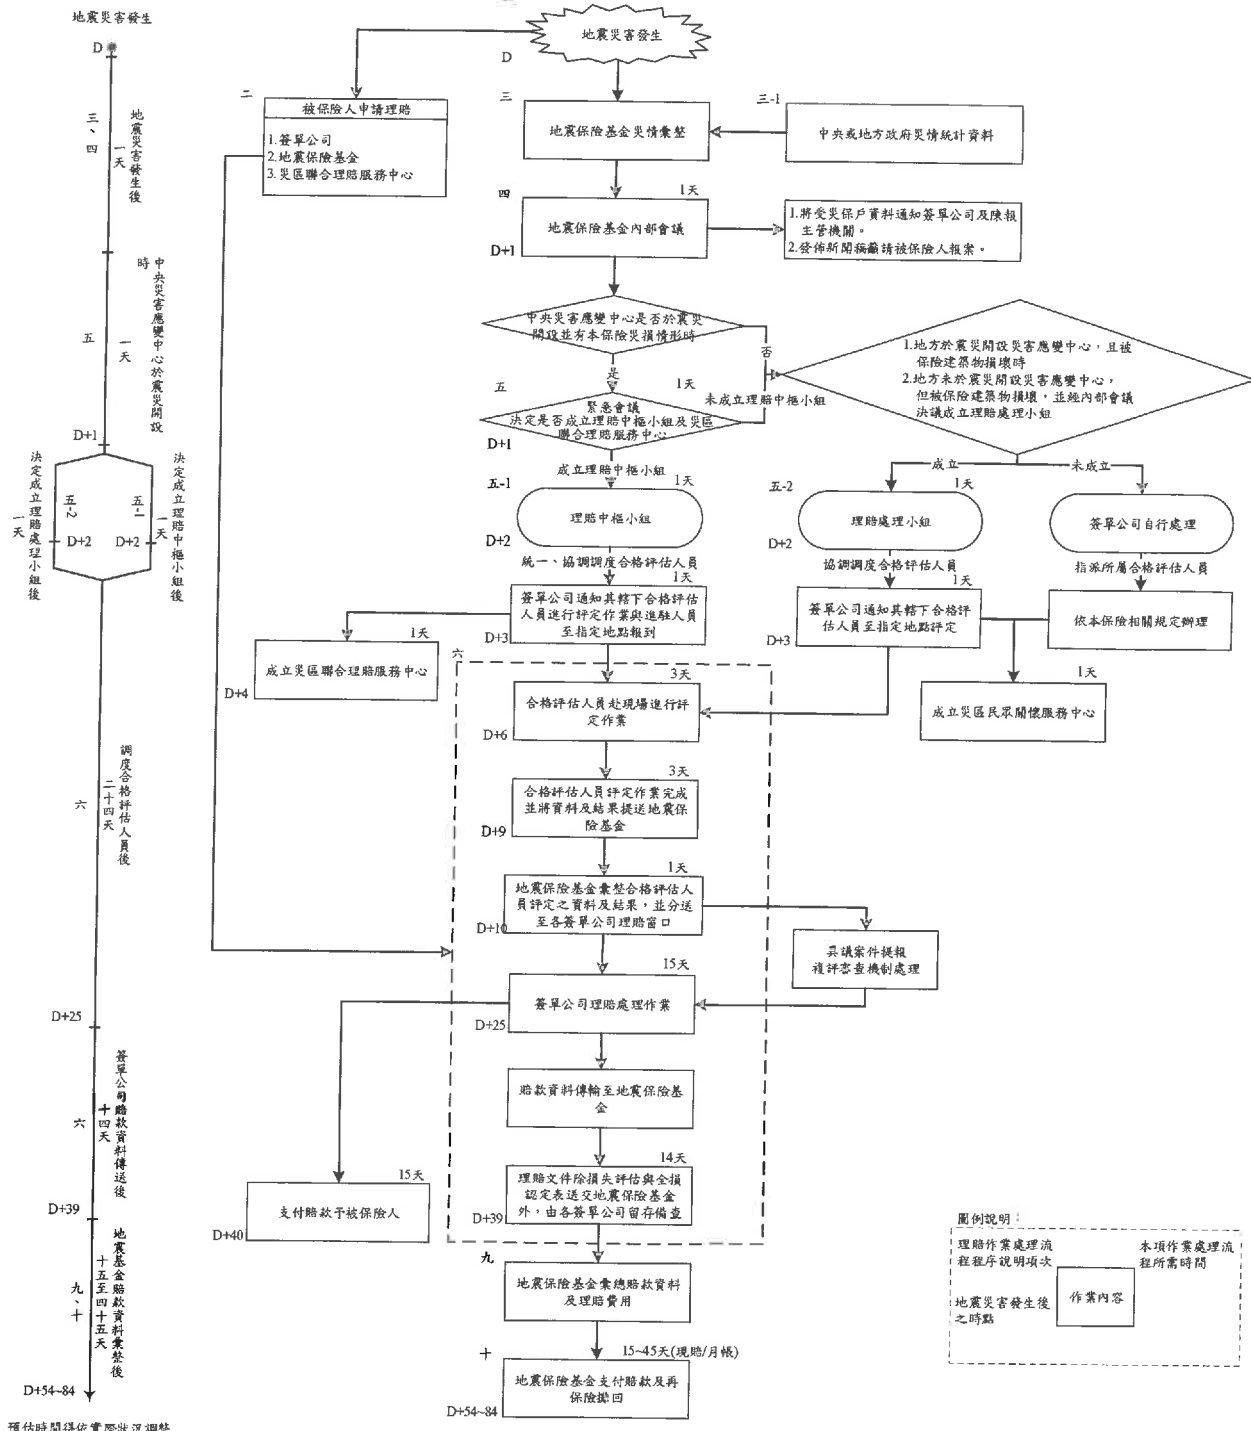 地震災害發生
D
三、四
一天
地震災害發生後
五
一天
中央災害應變中心於震災開設
時
D+1
決定成立理賠處理小組後
一天
五-2
D+2
五-1
D+2
一天
決定成立理賠中樞小組後
六
二十四天
調度合格評估人員後
D+25
六
十四天
簽單公司賠款資料傳送後
D+39
九、十
十五至四十五天
地震基金賠款資料彙整後
D+54~84
預估時間得依實際狀況調整
地震災害發生
D
二
被保險人申請理賠
1.簽單公司
2.地震保險基金
3.災區聯合理賠服務中心
三
地震保險基金災情彙整
三-1
中央或地方政府災情統計資料
四
1天
地震保險基金內部會議
D+1
1.將受災保戶資料通知簽單公司及陳報
主管機關。
2.發佈新聞稿籲請被保險人報案。
中央災害應變中心是否於震災
開設並有本保險災損情形時
否
是
五
1天
緊急會議
決定是否成立理賠中樞小組及災區
聯合理賠服務中心
D+1
未成立理賠中樞小組
1.地方於震災開設災害應變中心，且被
保險建築物損壞時
2.地方未於震災開設災害應變中心，
但被保險建築物損壞，並經內部會議
決議成立理賠處理小組
成立
未成立
成立理賠中樞小組
五-1
1天
理賠中樞小組
D+2
五-2
1天
理賠處理小組
D+2
簽單公司自行處理
統一、協調調度合格評估人員
1天
簽單公司通知其轄下合格評估
人員進行評定作業與進駐人員
至指定地點報到
D+3
協調調度合格評估人員
1天
簽單公司通知其轄下合格評
估人員至指定地點評定
D+3
指派所屬合格評估人員
依本保險相關規定辦理
1天
成立災區聯合理賠服務中心
D+4
1天
成立災區民眾關懷服務中心
六
3天
合格評估人員赴現場進行評
定作業
D+6
3天
合格評估人員評定作業完成
並將資料及結果提送地震保
險基金
D+9
1天
地震保險基金彙整合格評估人
員評定之資料及結果，並分送
至各簽單公司理賠窗口
D+10
異議案件提報
複評審查機制處理
15天
簽單公司理賠處理作業
D+25
賠款資料傳輸至地震保險基
金
14天
理賠文件除損失評估與全損
認定表送交地震保險基金
外，由各簽單公司留存備查
D+39
15天
支付賠款予被保險人
D+40
九
地震保險基金彙總賠款資料
及理賠費用
十
15~45天(現賠/月帳)
地震保險基金支付賠款及再
保險攤回
D+54~84
圖例說明：
理賠作業處理流
程程序說明項次
本項作業處理流
程所需時間
地震災害發生後
之時點
作業內容